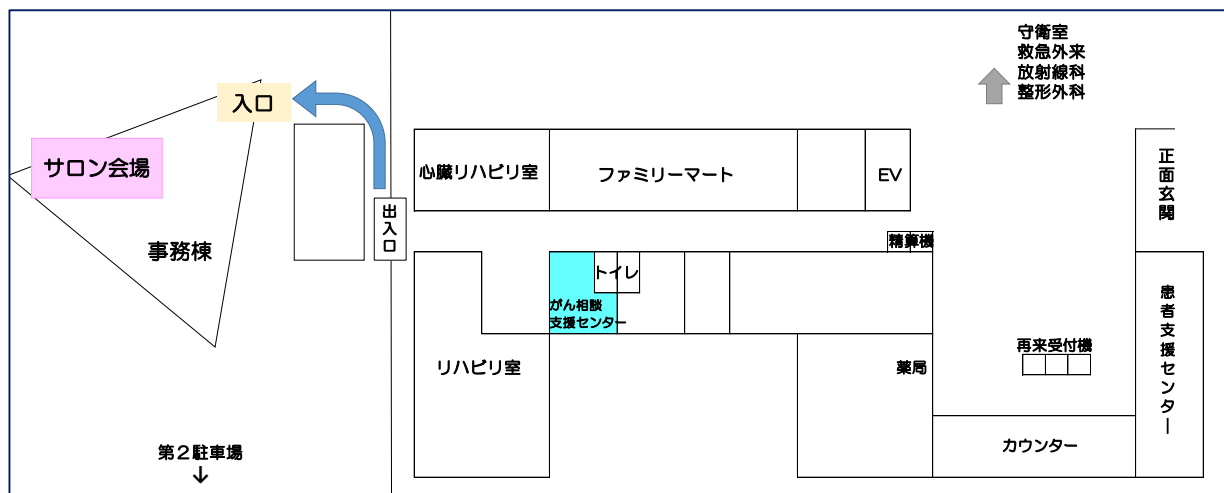 守衛室
救急外来
放射線科
整形外科
入口
サロン会場
事務棟
出入口
心臓リハビリ室
ファミリーマート
EV
正面玄関
精算機
トイレ
がん相談
支援センター
リハビリ室
薬局
再来受付機
患者支援センター
カウンター
第２駐車場
↓